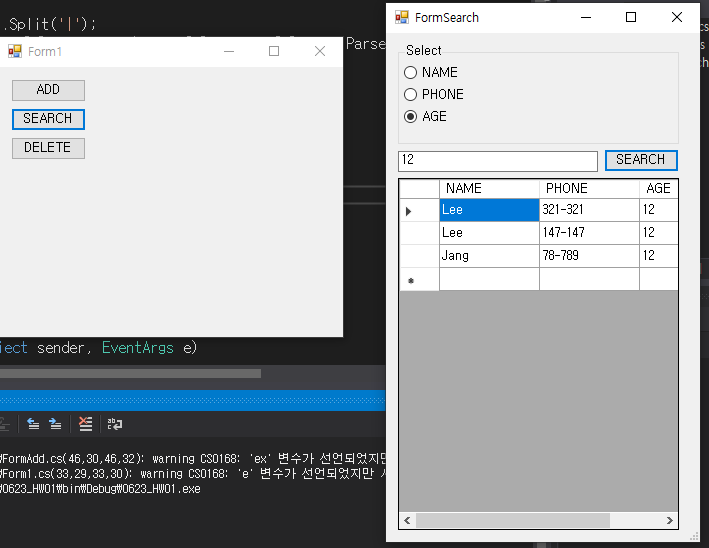 .Split('|');
Parse
Form1
ADD
SEARCH
DELETE
FormSearch
Select
NAME
PHONE
AGE
12
SEARCH
NAME PHONE AGE
Lee 321-321 12
Lee 147-147 12
Jang 78-789 12
ject sender, EventArgs e)
₩FormAdd.cs(46,30,46,32): warning CS0168: 'ex' 변수가 선언되었지만
₩Form1.cs(33,29,33,30): warning CS0168: 'e' 변수가 선언되었지만
₩0623_HW01₩bin₩Debug₩0623_HW01.exe